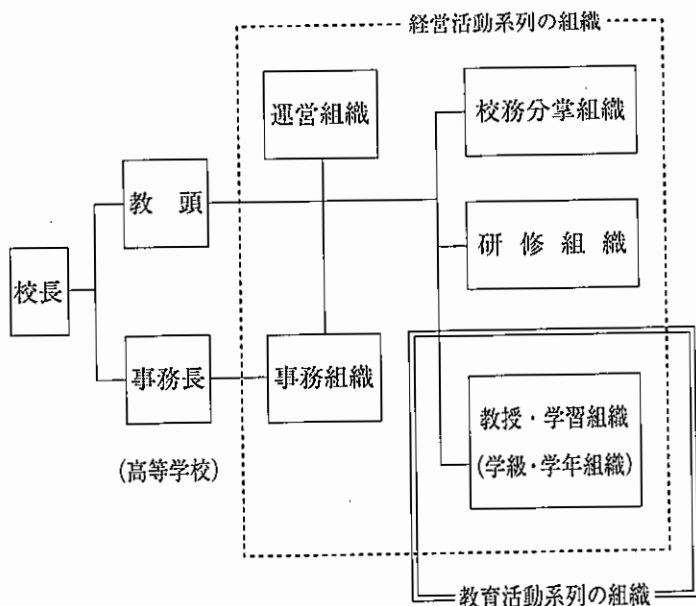 経営活動系列の組織
運営組織
校務分掌組織
教頭
研修組織
校長
事務長
事務組織
教授・学習組織
(学級・学年組織)
(高等学校)
教育活動系列の組織